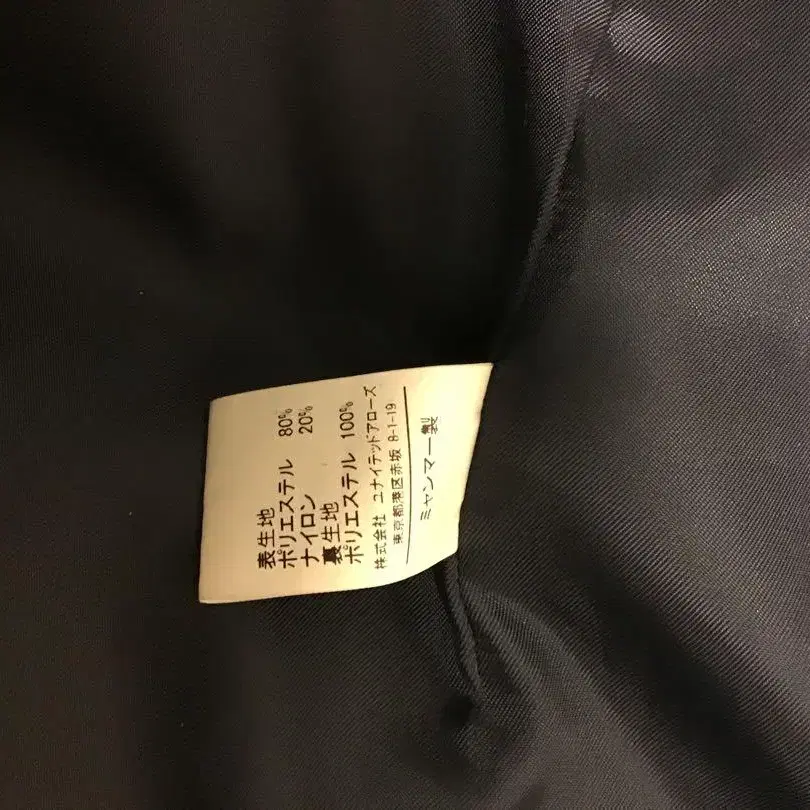 表生地
ポリエステル 80%
ナイロン 20%
裏生地
ポリエステル 100%
株式会社 ユナイテッドアローズ
東京都港区赤坂 8-1-19
ミャンマー製